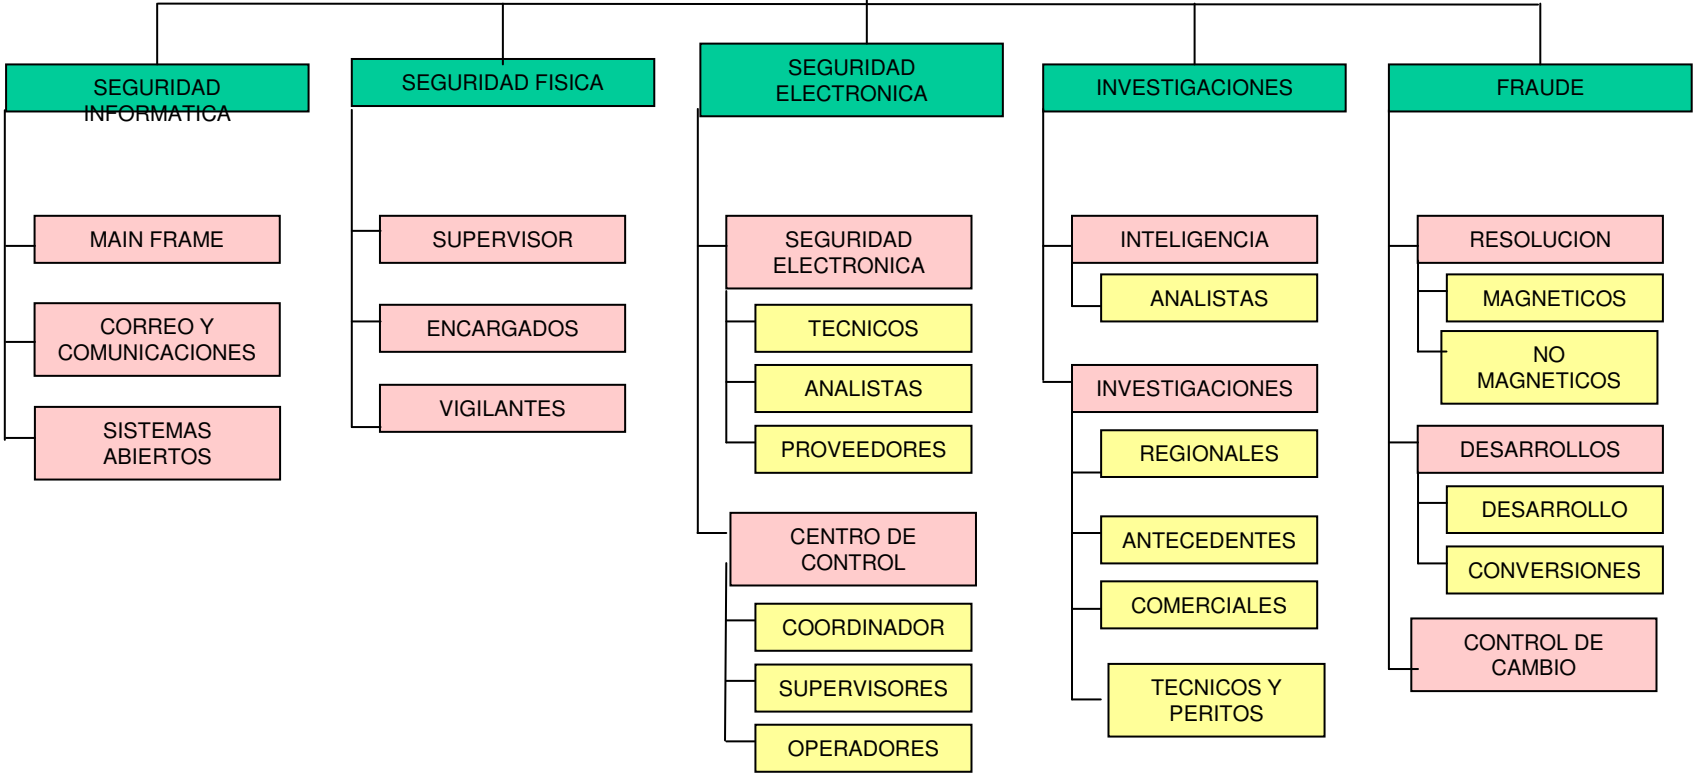 SEGURIDAD
INFORMATICA
MAIN FRAME
CORREO Y
COMUNICACIONES
SISTEMAS
ABIERTOS
SEGURIDAD FISICA
SUPERVISOR
ENCARGADOS
VIGILANTES
SEGURIDAD
ELECTRONICA
SEGURIDAD
ELECTRONICA
TECNICOS
ANALISTAS
PROVEEDORES
CENTRO DE
CONTROL
COORDINADOR
SUPERVISORES
OPERADORES
INVESTIGACIONES
INTELIGENCIA
ANALISTAS
INVESTIGACIONES
REGIONALES
ANTECEDENTES
COMERCIALES
TECNICOS Y
PERITOS
FRAUDE
RESOLUCION
MAGNETICOS
NO
MAGNETICOS
DESARROLLOS
DESARROLLO
CONVERSIONES
CONTROL DE
CAMBIO